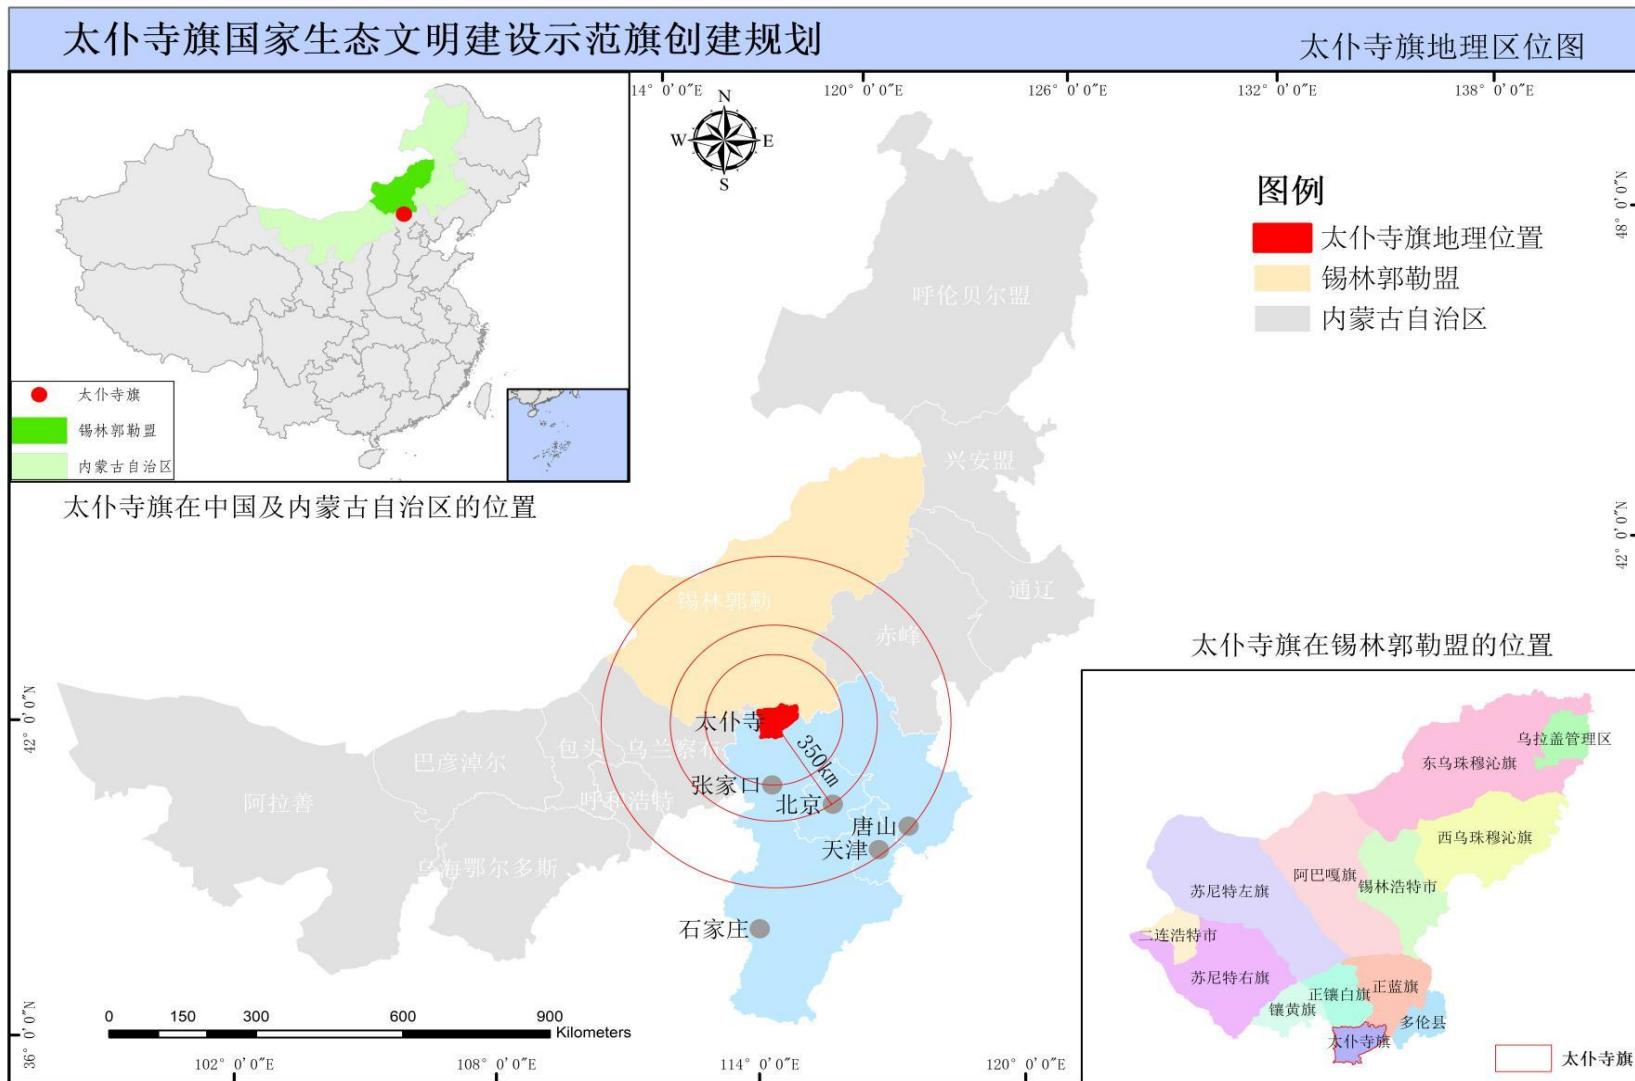 太仆寺旗国家生态文明建设示范旗创建规划
太仆寺旗地理区位图
14° 0′0″E
120° 0′0″E
126° 0′0″E
132° 0′0″E
138° 0′0″E
N
W
E
S
图例
太仆寺旗地理位置
锡林郭勒盟
内蒙古自治区
48° 0′0″N
太仆寺旗
锡林郭勒盟
内蒙古自治区
太仆寺旗在中国及内蒙古自治区的位置
呼伦贝尔盟
兴安盟
42° 0′0″N
通辽
锡林郭勒
赤峰
太仆寺旗在锡林郭勒盟的位置
42° 0′0″N
太仆寺
350km
包头
乌兰察布
巴彦淖尔
呼和浩特
阿拉善
张家口
北京
唐山
天津
乌海
鄂尔多斯
石家庄
乌拉盖管理区
东乌珠穆沁旗
西乌珠穆沁旗
阿巴嘎旗
锡林浩特市
苏尼特左旗
二连浩特市
苏尼特右旗
正蓝旗
正镶白旗
镶黄旗
多伦县
太仆寺旗
太仆寺旗
0 150 300 600 900
Kilometers
36° 0′0″N
102° 0′0″E
108° 0′0″E
114° 0′0″E
120° 0′0″E